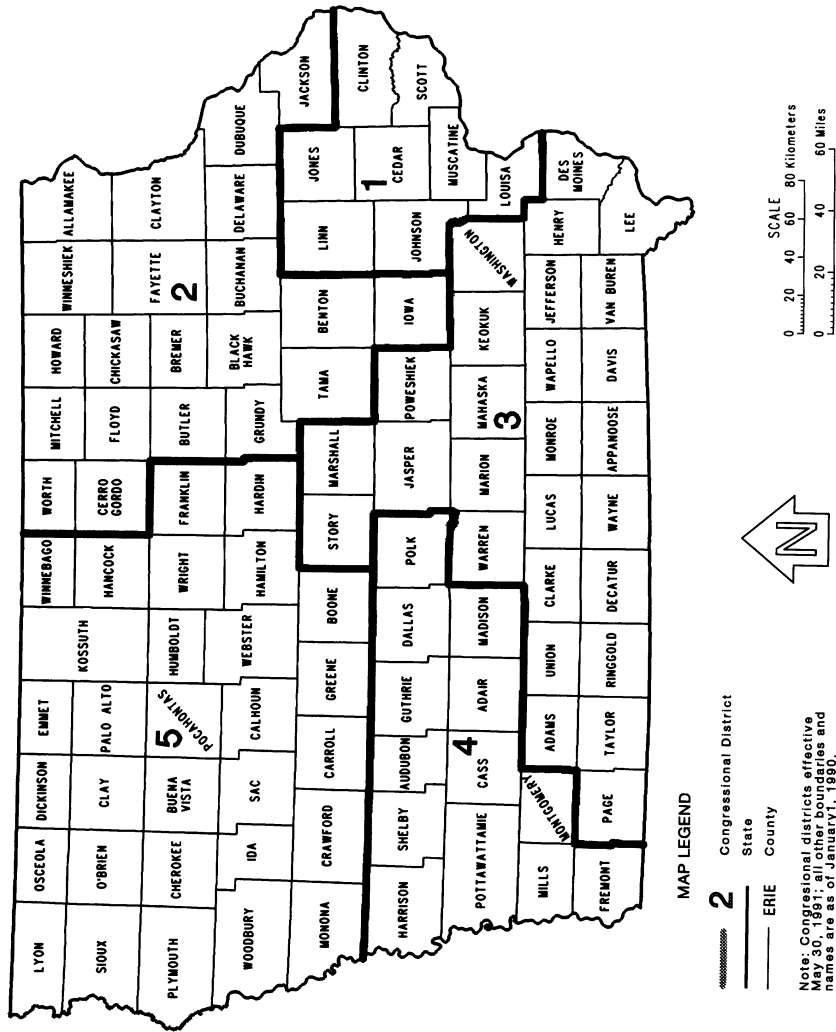 LYON
OSCEOLA
DICKINSON
EMMET
KOSSUTH
WINNEBAGO
WORTH
MITCHELL
HOWARD
WINNESHIEK
ALLAMAKEE
SIOUX
O'BRIEN
CLAY
PALO ALTO
HANCOCK
CERRO
GORDO
FLOYD
CHICKASAW
FAYETTE
CLAYTON
PLYMOUTH
CHEROKEE
BUENA
VISTA
5
POCAHONTAS
HUMBOLDT
WRIGHT
FRANKLIN
BUTLER
BREMER
2
WOODBURY
IDA
SAC
CALHOUN
WEBSTER
HAMILTON
HARDIN
GRUNDY
BLACK
HAWK
BUCHANAN
DELAWARE
DUBUQUE
MONONA
CRAWFORD
CARROLL
GREENE
BOONE
STORY
MARSHALL
TAMA
BENTON
LINN
JONES
JACKSON
HARRISON
SHELBY
AUDUBON
GUTHRIE
DALLAS
POLK
JASPER
POWESHIEK
IOWA
JOHNSON
1
CEDAR
CLINTON
SCOTT
POTTAWATTAMIE
CASS
4
ADAIR
MADISON
WARREN
MARION
MAHASKA
3
KEOKUK
WASHINGTON
MUSCATINE
LOUISA
MILLS
MONTGOMERY
ADAMS
UNION
CLARKE
LUCAS
MONROE
WAPELLO
JEFFERSON
HENRY
DES
MOINES
FREMONT
PAGE
TAYLOR
RINGGOLD
DECATUR
WAYNE
APPANOOSE
DAVIS
VAN BUREN
LEE
MAP LEGEND
2 Congressional District
State
ERIE County
Note: Congresional districts effective
May 30, 1991; all other boundaries and
names are as of January1, 1990.
N
SCALE
0 20 40 60 80 Kilometers
0 20 40 60 Miles